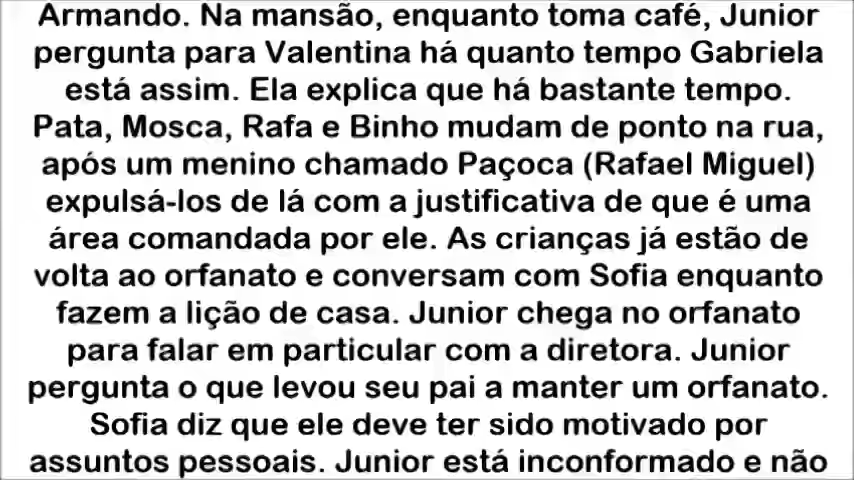 Armando. Na mansão, enquanto toma café, Junior
pergunta para Valentina há quanto tempo Gabriela
está assim. Ela explica que há bastante tempo.
Pata, Mosca, Rafa e Binho mudam de ponto na rua,
após um menino chamado Paçoca (Rafael Miguel)
expulsá-los de lá com a justificativa de que é uma
área comandada por ele. As crianças já estão de
volta ao orfanato e conversam com Sofia enquanto
fazem a lição de casa. Junior chega no orfanato
para falar em particular com a diretora. Junior
pergunta o que levou seu pai a manter um orfanato.
Sofia diz que ele deve ter sido motivado por
assuntos pessoais. Junior está inconformado e não